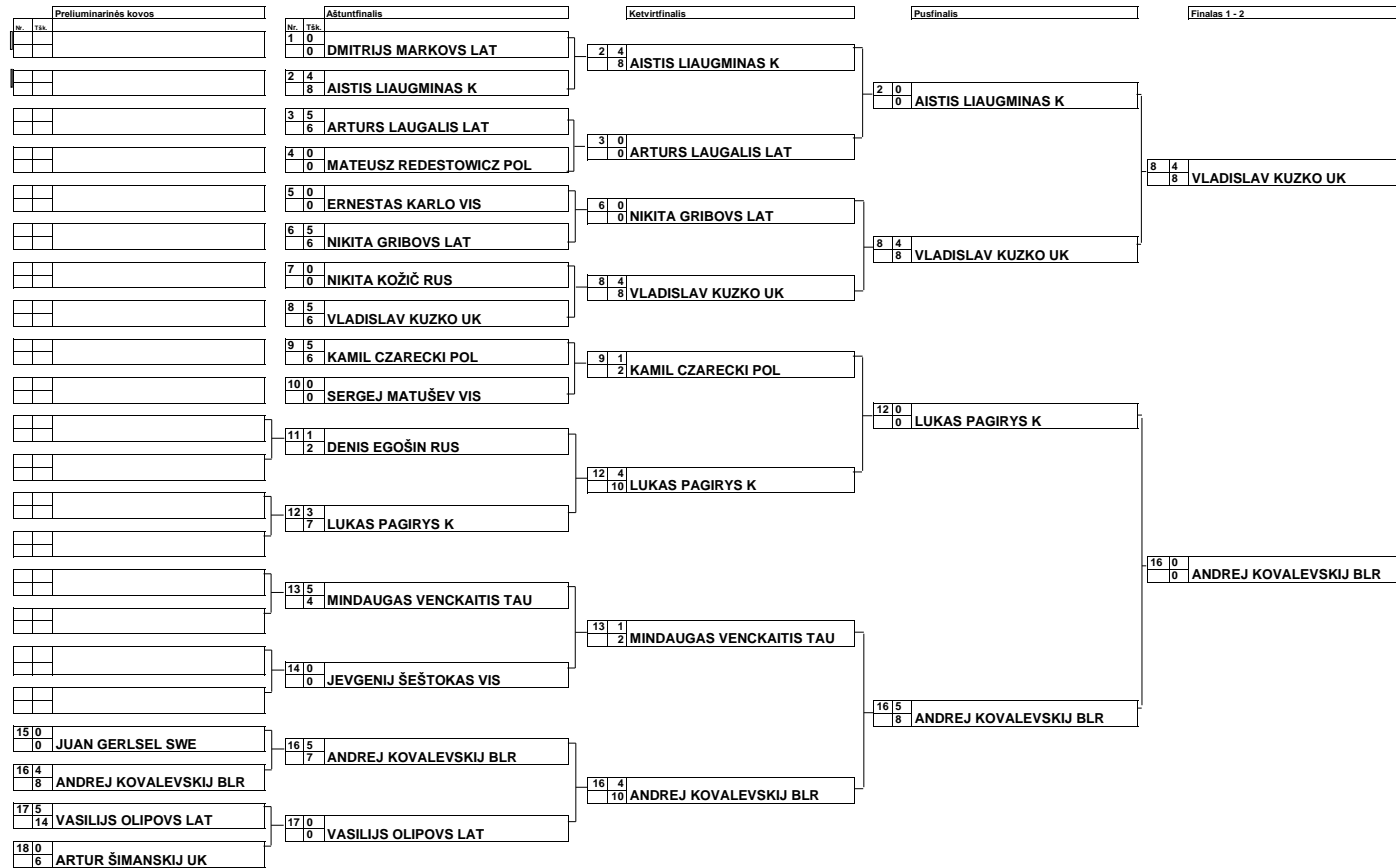 Preliuminarinės kovos
Nr. Tšk.
15 0
0 JUAN GERLSEL SWE
16 4
8 ANDREJ KOVALEVSKIJ BLR
17 5
14 VASILIJS OLIPOVS LAT
18 0
6 ARTUR ŠIMANSKIJ UK
Aštuntfinalis
Nr. Tšk.
1 0
0 DMITRIJS MARKOVS LAT
2 4
8 AISTIS LIAUGMINAS K
3 5
6 ARTURS LAUGALIS LAT
4 0
0 MATEUSZ REDESTOWICZ POL
5 0
0 ERNESTAS KARLO VIS
6 5
6 NIKITA GRIBOVS LAT
7 0
0 NIKITA KOŽIČ RUS
8 5
6 VLADISLAV KUZKO UK
9 5
6 KAMIL CZARECKI POL
10 0
0 SERGEJ MATUŠEV VIS
11 1
2 DENIS EGOŠIN RUS
12 3
7 LUKAS PAGIRYS K
13 5
4 MINDAUGAS VENCKAITIS TAU
14 0
0 JEVGENIJ ŠEŠTOKAS VIS
16 5
7 ANDREJ KOVALEVSKIJ BLR
17 0
0 VASILIJS OLIPOVS LAT
Ketvirtfinalis
2 4
8 AISTIS LIAUGMINAS K
3 0
0 ARTURS LAUGALIS LAT
6 0
0 NIKITA GRIBOVS LAT
8 4
8 VLADISLAV KUZKO UK
9 1
2 KAMIL CZARECKI POL
12 4
10 LUKAS PAGIRYS K
13 1
2 MINDAUGAS VENCKAITIS TAU
16 4
10 ANDREJ KOVALEVSKIJ BLR
Pusfinalis
2 0
0 AISTIS LIAUGMINAS K
8 4
8 VLADISLAV KUZKO UK
12 0
0 LUKAS PAGIRYS K
16 5
8 ANDREJ KOVALEVSKIJ BLR
Finalas 1 - 2
8 4
8 VLADISLAV KUZKO UK
16 0
0 ANDREJ KOVALEVSKIJ BLR